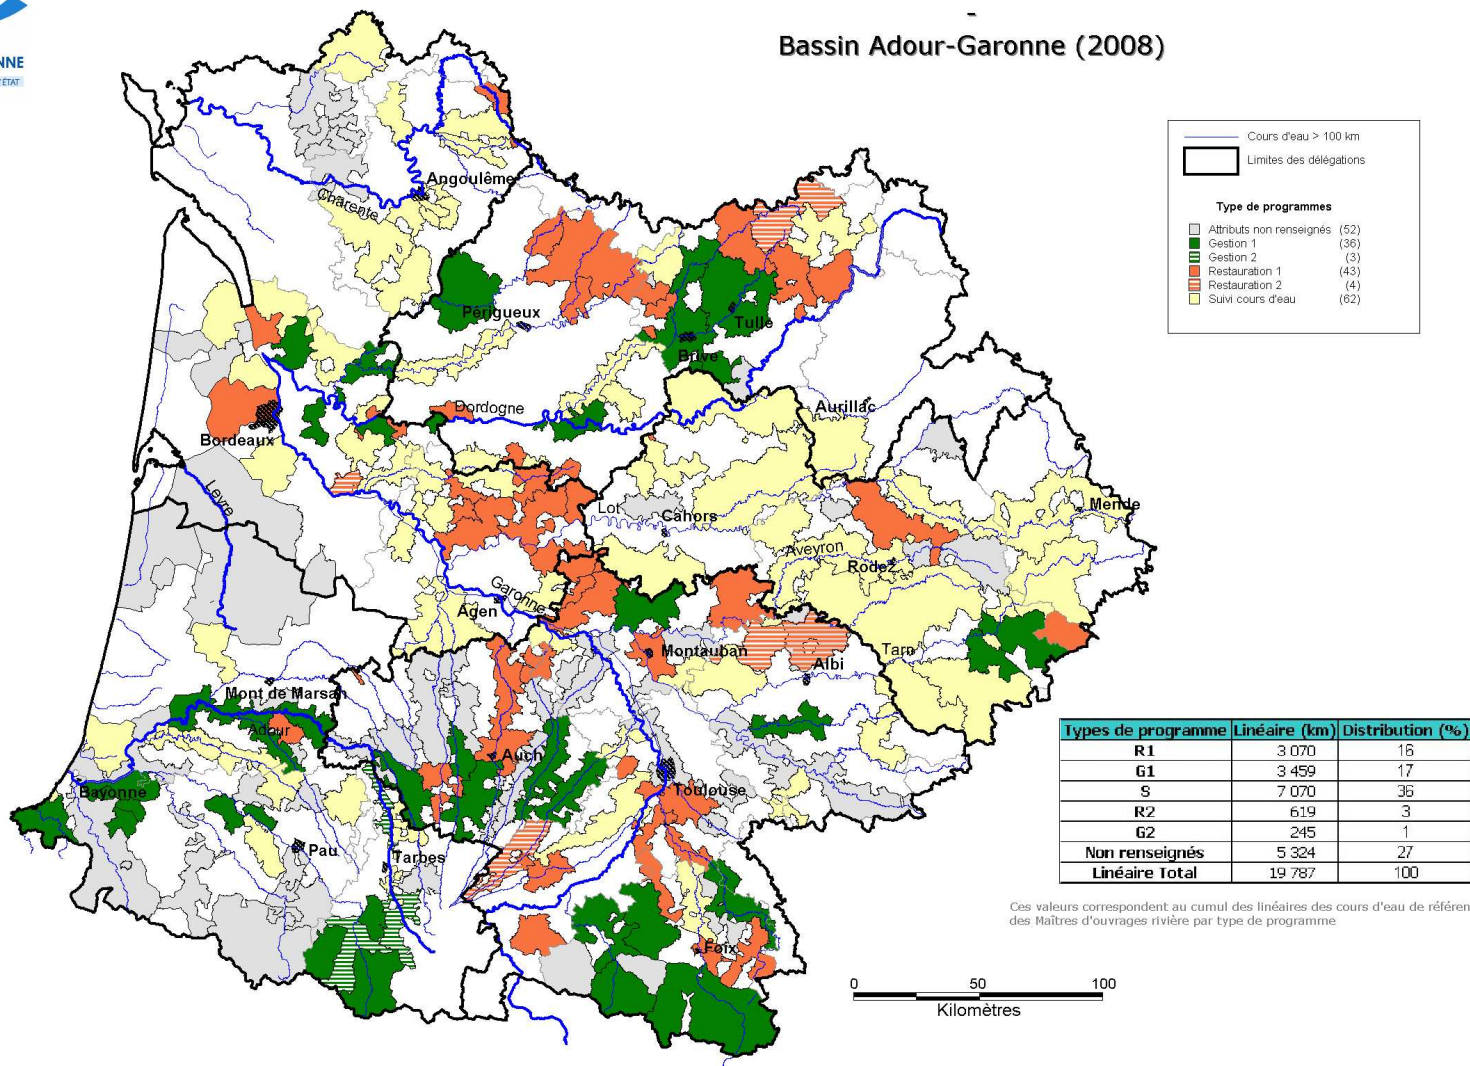 NNE
'ÉTAT
-
Bassin Adour-Garonne (2008)
Cours d'eau > 100 km
Limites des délégations
Type de programmes
Attributs non renseignés (52)
Gestion 1 (36)
Gestion 2 (3)
Restauration 1 (43)
Restauration 2 (4)
Suivi cours d'eau (62)
Angoulême
Charente
Périgueux
Tulle
Brive
Dordogne
Aurillac
Bordeaux
Leyre
Lot
Cahors
Mende
Aveyron
Rodez
Garonne
Agen
Montauban
Albi
Tarn
Mont de Marsan
Adour
Auch
Toulouse
Bayonne
Pau
Tarbes
Foix
Types de programme Linéaire (km) Distribution (%)
R1 3 070 16
G1 3 459 17
S 7 070 36
R2 619 3
G2 245 1
Non renseignés 5 324 27
Linéaire Total 19 787 100
Ces valeurs correspondent au cumul des linéaires des cours d'eau de référen
des Maîtres d'ouvrages rivière par type de programme
0 50 100
Kilomètres